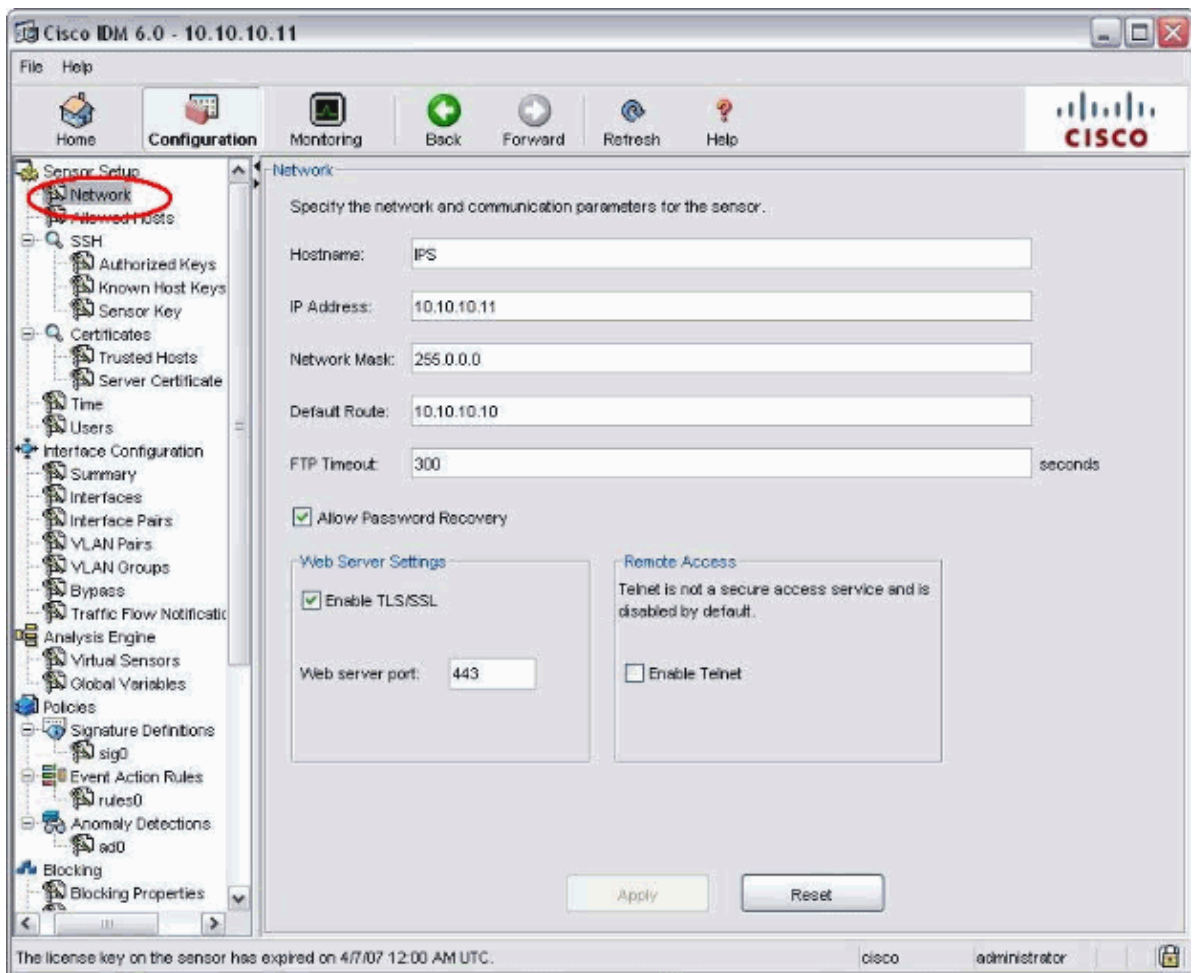 Cisco IDM 6.0 - 10.10.10.11
File Help
Home
Configuration
Monitoring
Back
Forward
Refresh
Help
CISCO
Sensor Setup
Network
Allowed Hosts
SSH
Authorized Keys
Known Host Keys
Sensor Key
Certificates
Trusted Hosts
Server Certificate
Time
Users
Interface Configuration
Summary
Interfaces
Interface Pairs
VLAN Pairs
VLAN Groups
Bypass
Traffic Flow Notificatic
Analysis Engine
Virtual Sensors
Global Variables
Policies
Signature Definitions
sig0
Event Action Rules
rules0
Anomaly Detections
ad0
Blocking
Blocking Properties
Network
Specify the network and communication parameters for the sensor.
Hostname: IPS
IP Address: 10.10.10.11
Network Mask: 255.0.0.0
Default Route: 10.10.10.10
FTP Timeout: 300 seconds
Allow Password Recovery
Web Server Settings
Enable TLS/SSL
Web server port: 443
Remote Access
Telnet is not a secure access service and is
disabled by default.
Enable Telnet
Apply
Reset
The license key on the sensor has expired on 4/7/07 12:00 AM UTC.
cisco
administrator